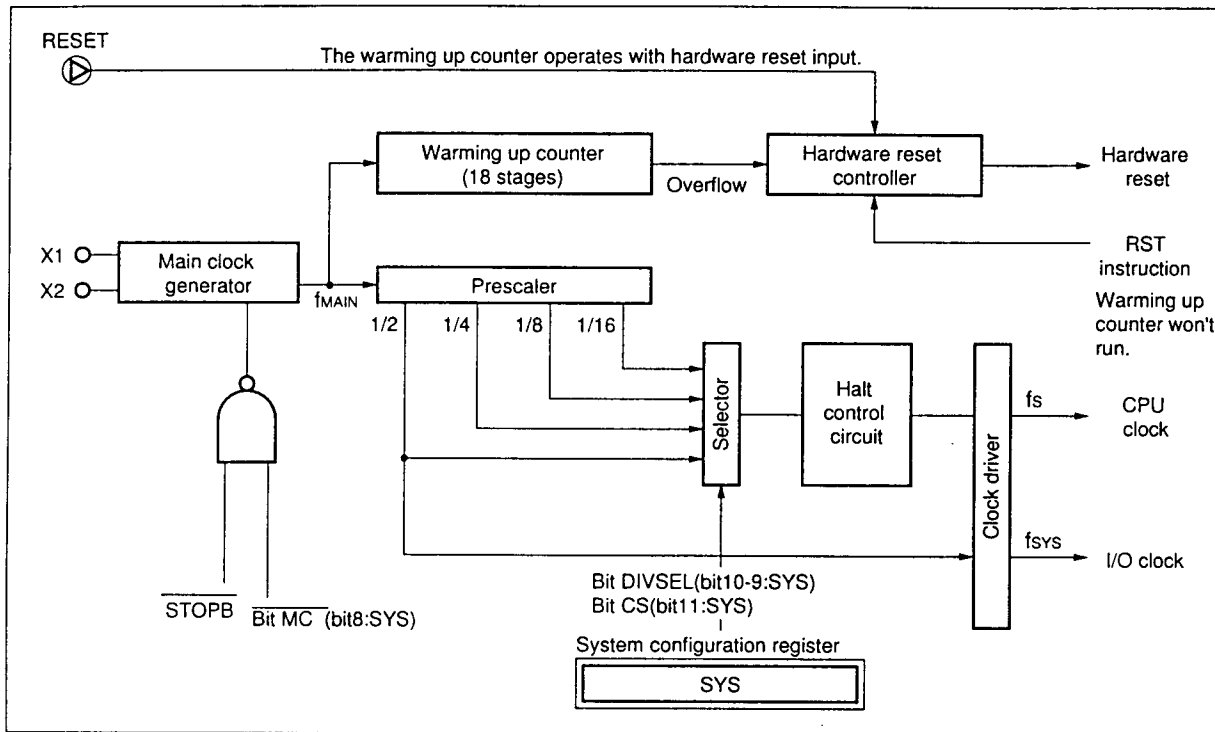 RESET
The warming up counter operates with hardware reset input.
Warming up counter
(18 stages)
Overflow
Hardware reset
controller
Hardware
reset
RST
instruction
Warming up
counter won't
run.
X1
X2
Main clock
generator
fMAIN
Prescaler
1/2
1/4
1/8
1/16
Selector
Halt
control
circuit
Clock driver
fs
CPU
clock
fSYS
I/O clock
STOPB
Bit MC (bit8:SYS)
Bit DIVSEL(bit10-9:SYS)
Bit CS(bit11:SYS)
System configuration register
SYS